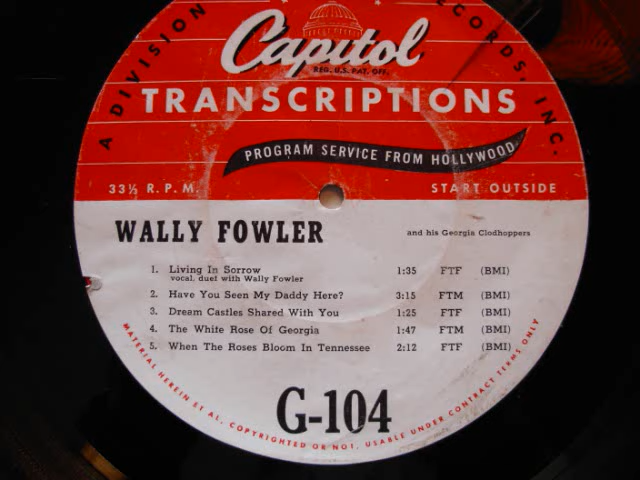 A DIVISION RECORDS, INC.
Capitol
REG. U.S. PAT. OFF.
TRANSCRIPTIONS
PROGRAM SERVICE FROM HOLLYWOOD
33⅓ R.P.M. START OUTSIDE
WALLY FOWLER and his Georgia Clodhoppers
1. Living In Sorrow 1:35 FTF (BMI)
vocal, duet with Wally Fowler
2. Have You Seen My Daddy Here? 3:15 FTM (BMI)
3. Dream Castles Shared With You 1:25 FTF (BMI)
4. The White Rose Of Georgia 1:47 FTM (BMI)
5. When The Roses Bloom In Tennessee 2:12 FTF (BMI)
G-104
MATERIAL HEREIN ET AL, COPYRIGHTED OR NOT, USABLE UNDER CONTRACT TERMS ONLY